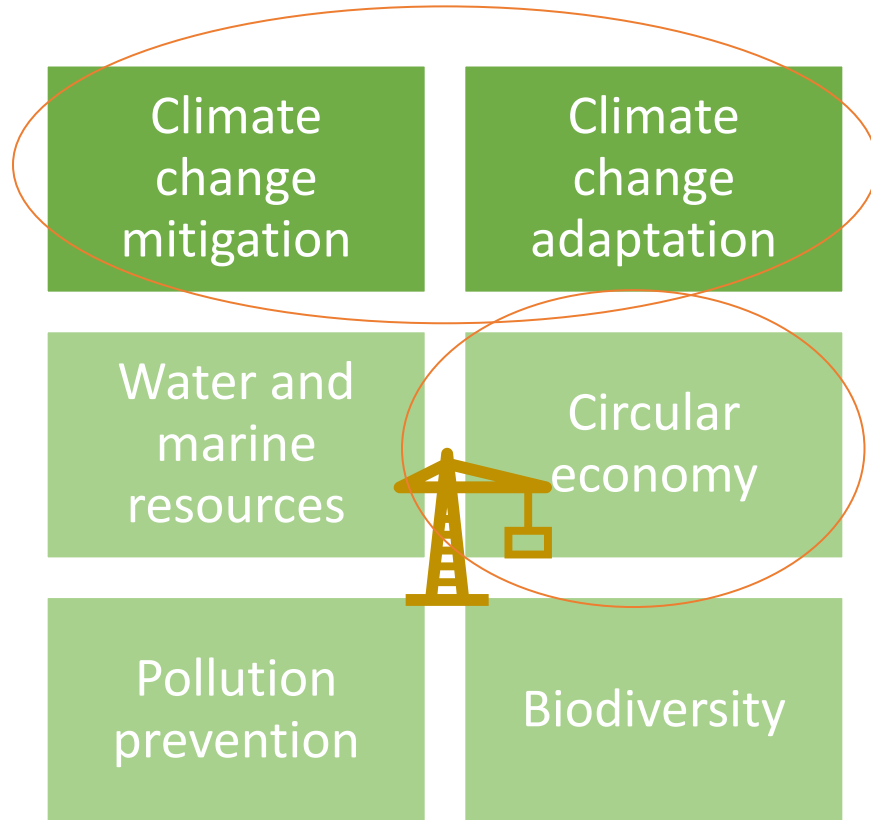 Climate
change
mitigation
Climate
change
adaptation
Water and
marine
resources
Circular
economy
Pollution
prevention
Biodiversity